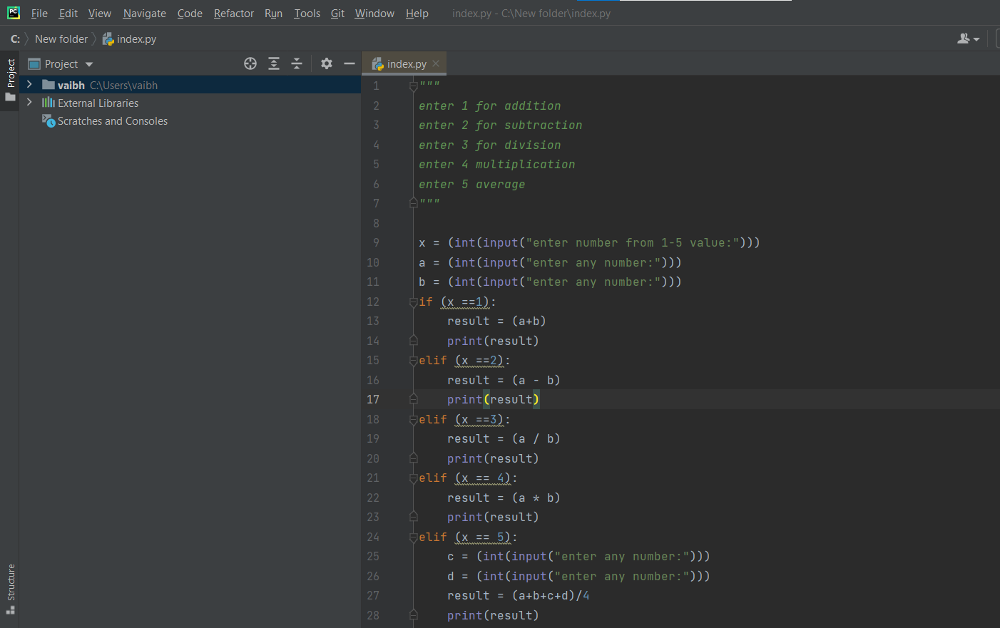 PC File Edit View Navigate Code Refactor Run Tools Git Window Help index.py - C:\New folder\index.py
C: New folder index.py
Project
Project
index.py
vaibh C:\Users\vaibh
External Libraries
Scratches and Consoles
Structure
1 """
2 enter 1 for addition
3 enter 2 for subtraction
4 enter 3 for division
5 enter 4 multiplication
6 enter 5 average
7 """
8
9 x = (int(input("enter number from 1-5 value:")))
10 a = (int(input("enter any number:")))
11 b = (int(input("enter any number:")))
12 if (x ==1):
13     result = (a+b)
14     print(result)
15 elif (x ==2):
16     result = (a - b)
17     print(result)
18 elif (x ==3):
19     result = (a / b)
20     print(result)
21 elif (x == 4):
22     result = (a * b)
23     print(result)
24 elif (x == 5):
25     c = (int(input("enter any number:")))
26     d = (int(input("enter any number:")))
27     result = (a+b+c+d)/4
28     print(result)